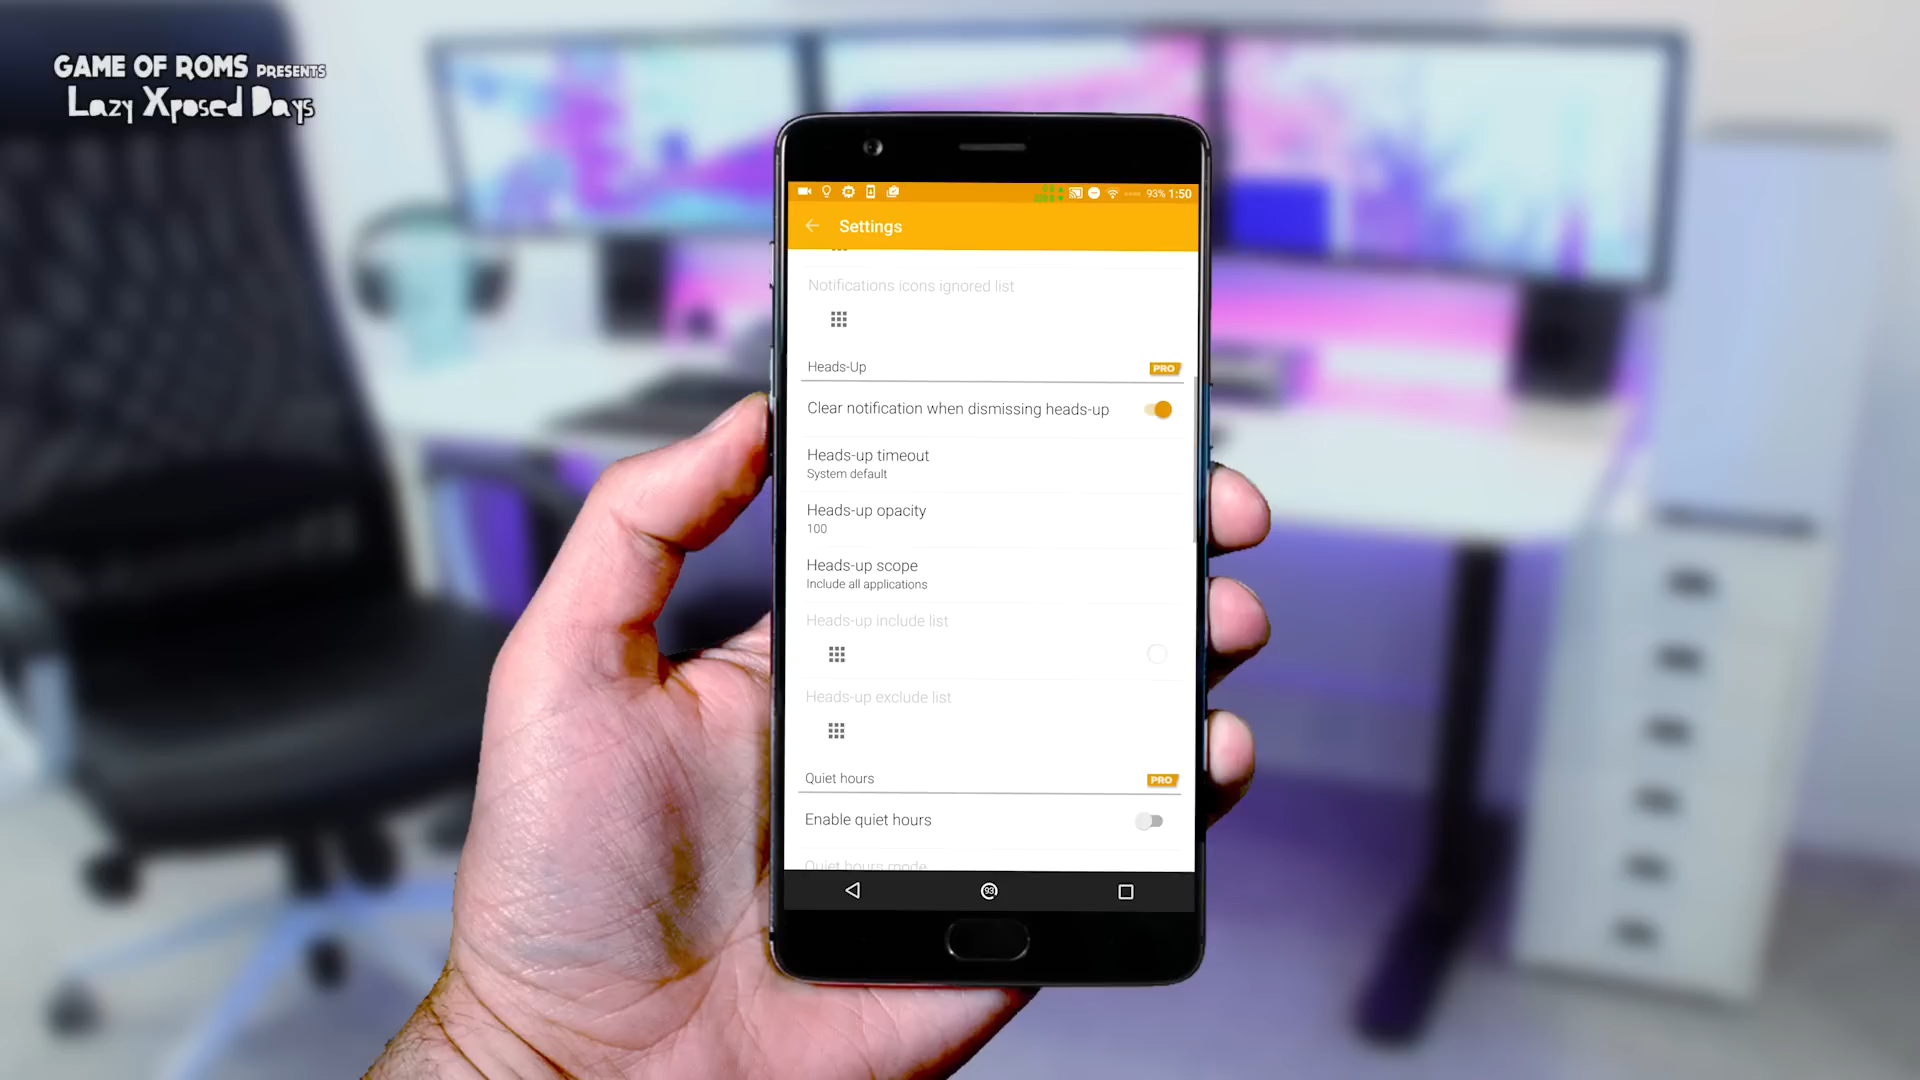 GAME OF ROMS PRESENTS
Lazy Xposed Days
93% 1:50
Settings
Notifications icons ignored list
Heads-Up PRO
Clear notification when dismissing heads-up
Heads-up timeout
System default
Heads-up opacity
100
Heads-up scope
Include all applications
Heads-up include list
Heads-up exclude list
Quiet hours PRO
Enable quiet hours
Quiet hours mode
93